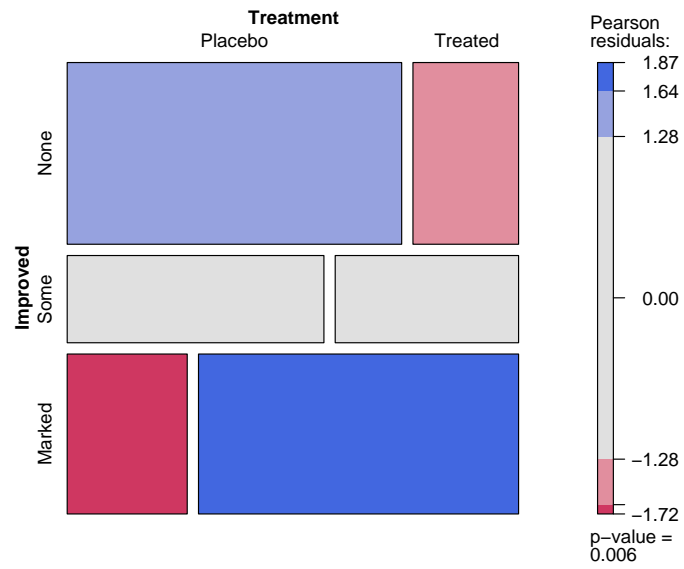 Treatment
Placebo
Treated
Improved
None
Some
Marked
Pearson
residuals:
1.87
1.64
1.28
0.00
−1.28
−1.72
p−value =
0.006